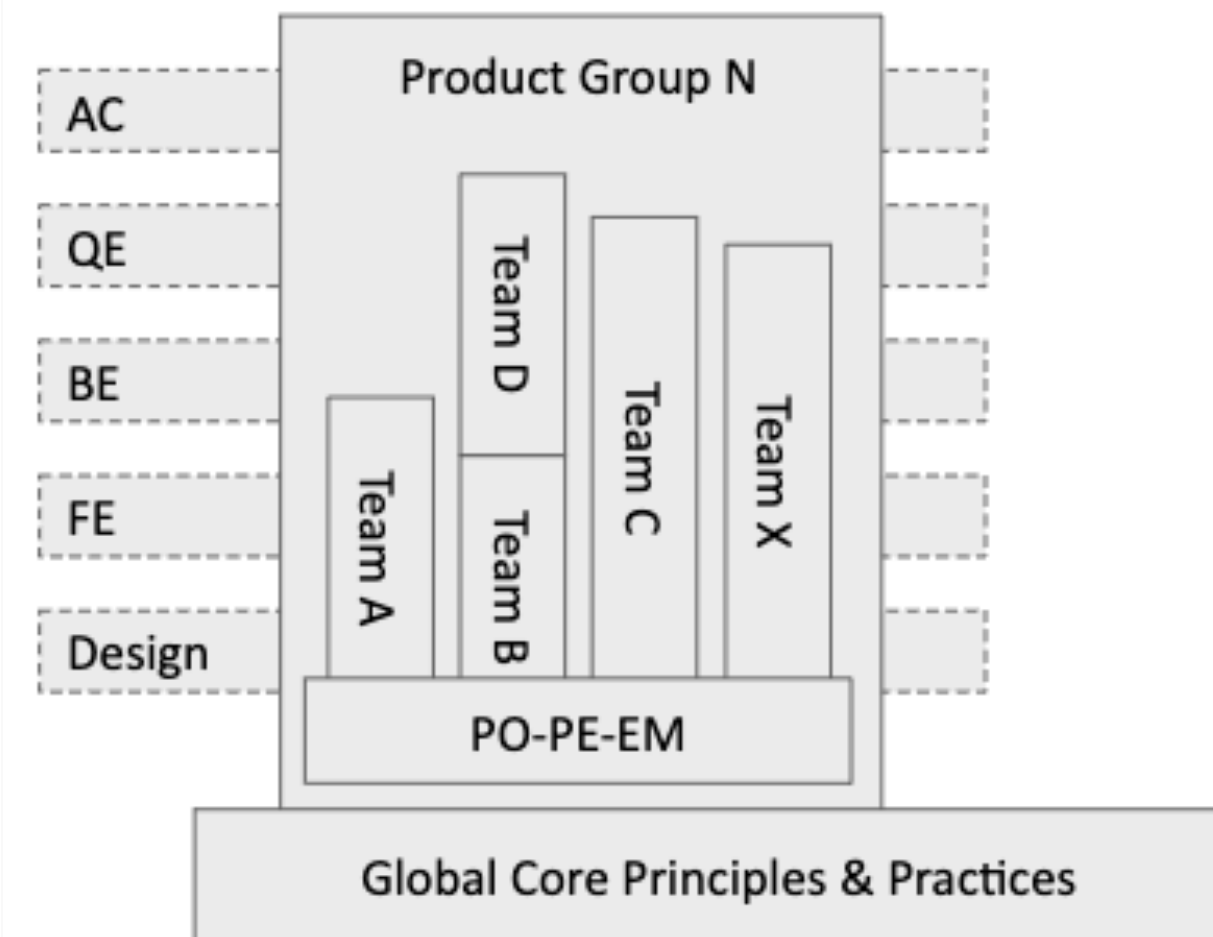 Product Group N
AC
QE
BE
FE
Design
Team A
Team D
Team B
Team C
Team X
PO-PE-EM
Global Core Principles & Practices